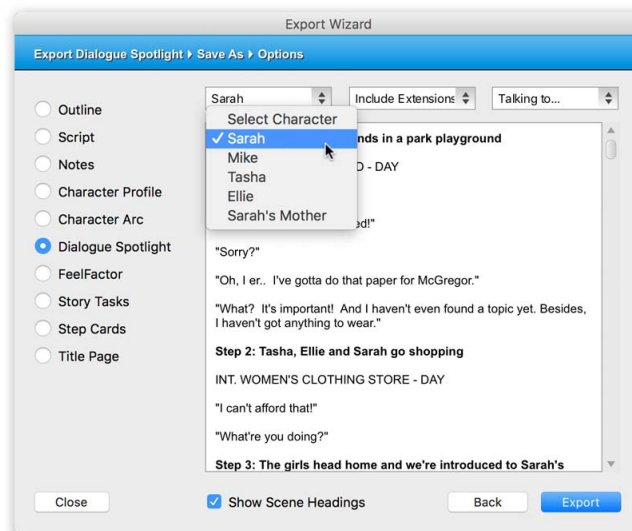 Export Wizard
Export Dialogue Spotlight ▸ Save As ▸ Options
Outline
Script
Notes
Character Profile
Character Arc
Dialogue Spotlight
FeelFactor
Story Tasks
Step Cards
Title Page
Sarah
Include Extensions
Talking to...
Select Character
✓ Sarah
Mike
Tasha
Ellie
Sarah's Mother
nds in a park playground
D - DAY
ed!"
"Sorry?"
"Oh, I er.. I've gotta do that paper for McGregor."
"What? It's important! And I haven't even found a topic yet. Besides,
I haven't got anything to wear."
Step 2: Tasha, Ellie and Sarah go shopping
INT. WOMEN'S CLOTHING STORE - DAY
"I can't afford that!"
"What're you doing?"
Step 3: The girls head home and we're introduced to Sarah's
Close
Show Scene Headings
Back
Export